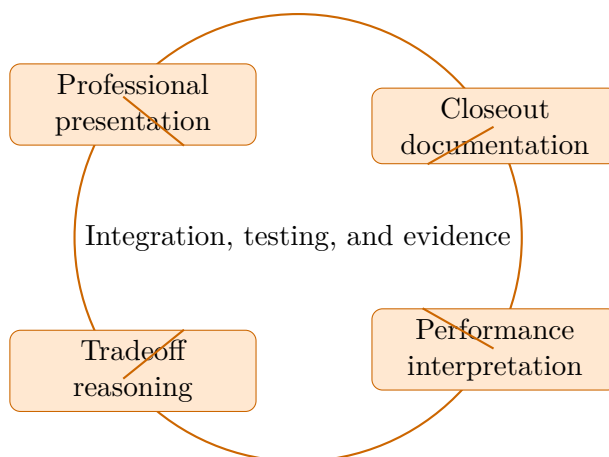 Professional
presentation
Closeout
documentation
Integration, testing, and evidence
Tradeoff
reasoning
Performance
interpretation